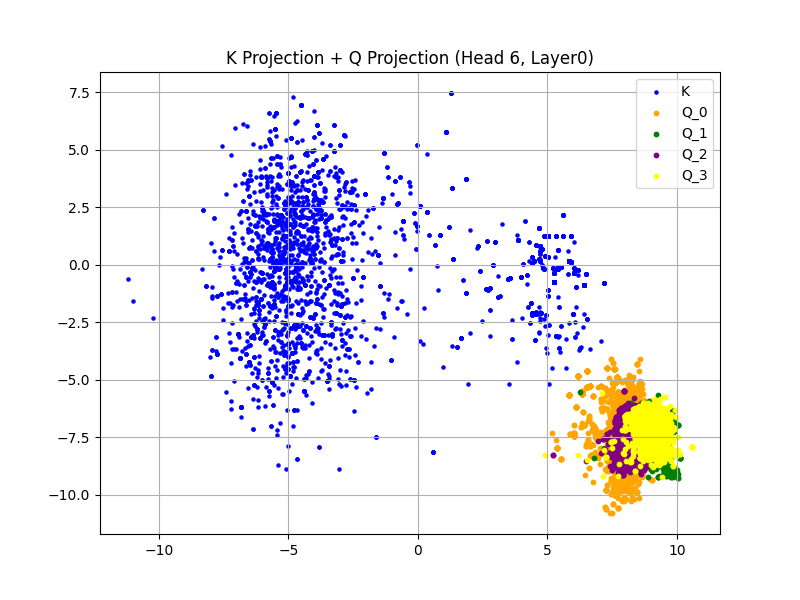 K Projection + Q Projection (Head 6, Layer0)
7.5
5.0
2.5
0.0
−2.5
−5.0
−7.5
−10.0
−10
−5
0
5
10
K
Q_0
Q_1
Q_2
Q_3